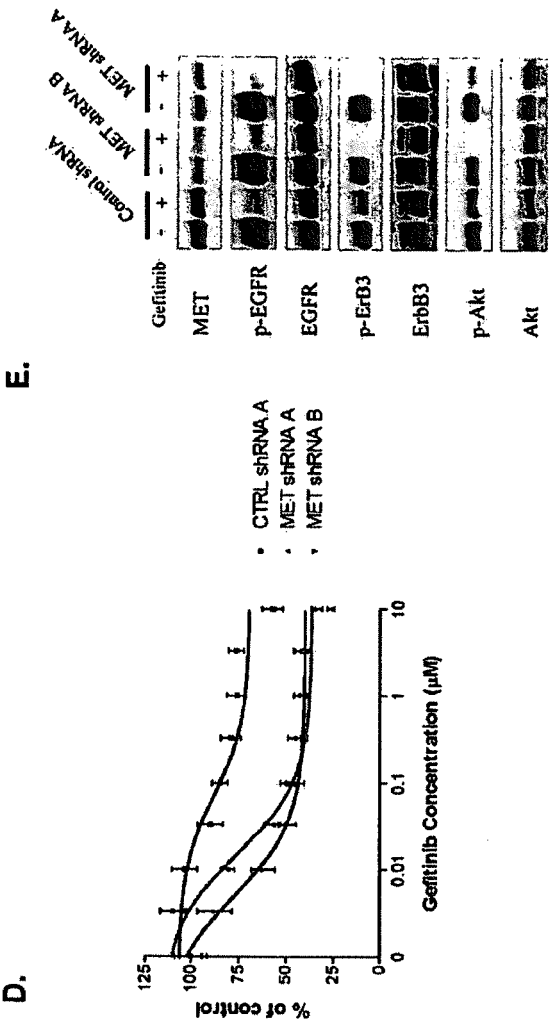 D.
125
100
75
50
25
0
% of control
0
0.01
0.1
1
10
Gefitinib Concentration (µM)
CTRL shRNA A
MET shRNA A
MET shRNA B
E.
Control shRNA
MET shRNA B
MET shRNA A
Gefitinib - + - + - +
MET
p-EGFR
EGFR
p-ErB3
ErbB3
p-Akt
Akt